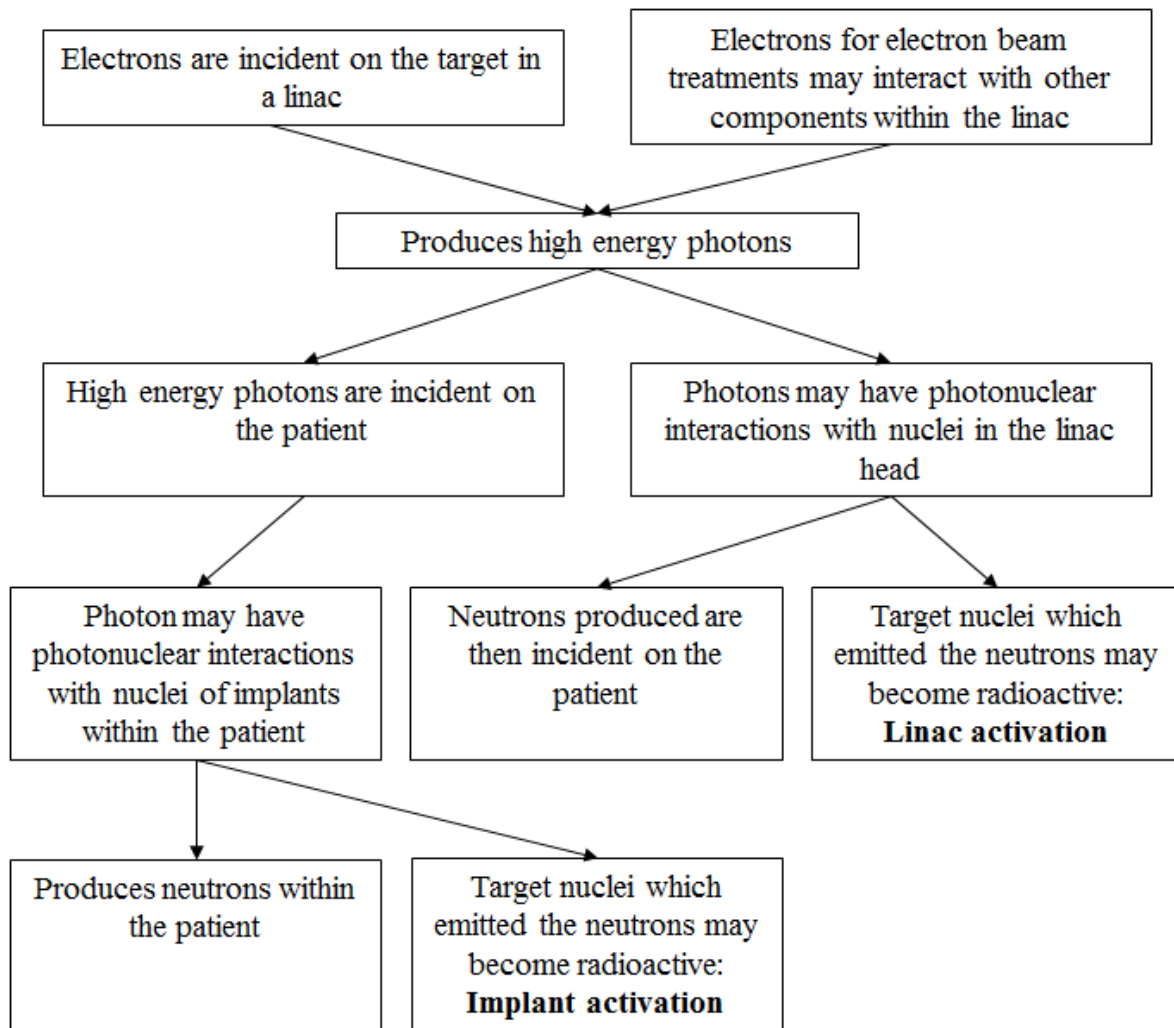 Electrons are incident on the target in
a linac
Electrons for electron beam
treatments may interact with other
components within the linac
Produces high energy photons
High energy photons are incident on
the patient
Photons may have photonuclear
interactions with nuclei in the linac
head
Photon may have
photonuclear interactions
with nuclei of implants
within the patient
Neutrons produced are
then incident on the
patient
Target nuclei which
emitted the neutrons may
become radioactive:
Linac activation
Produces neutrons within
the patient
Target nuclei which
emitted the neutrons may
become radioactive:
Implant activation